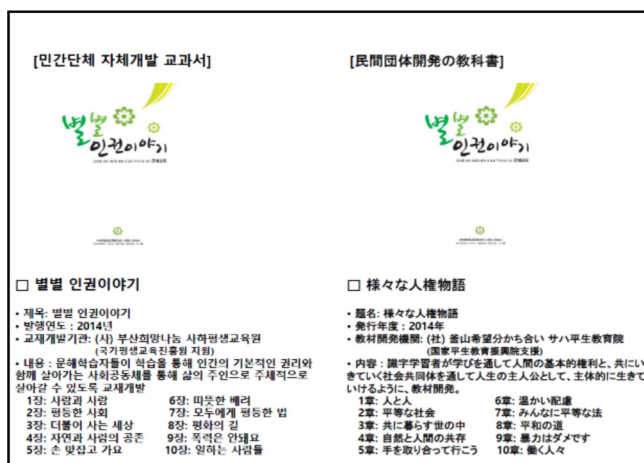 [민간단체 자체개발 교과서]
별별
인권이야기
문해교육
□ 별별 인권이야기
• 제목: 별별 인권이야기
• 발행연도 : 2014년
• 교재개발기관: (사) 부산희망나눔 사하평생교육원
(국가평생교육진흥원 지원)
• 내용 : 문해학습자들이 학습을 통해 인간의 기본적인 권리와
함께 살아가는 사회공동체를 통해 삶의 주인으로 주체적으로
살아갈 수 있도록 교재개발
1장: 사람과 사람 6장: 따뜻한 배려
2장: 평등한 사회 7장: 모두에게 평등한 법
3장: 더불어 사는 세상 8장: 평화의 길
4장: 자연과 사람의 공존 9장: 폭력은 안돼요
5장: 손 맞잡고 가요 10장: 일하는 사람들
[民間団体開発の教科書]
별별
인권이야기
문해교육
□ 様々な人権物語
• 題名: 様々な人権物語
• 発行年度 : 2014年
• 教材開発機関: (社) 釜山希望分かち合い サハ平生教育院
(国家平生教育振興院支援)
• 内容 : 識字学習者が学びを通して人間の基本的権利と、共にい
きていく社会共同体を通して人生の主人公として、主体的に生きて
いけるように、教材開発。
1章: 人と人 6章: 温かい配慮
2章: 平等な社会 7章: みんなに平等な法
3章: 共に暮らす世の中 8章: 平和の道
4章: 自然と人間の共存 9章: 暴力はダメです
5章: 手を取り合って行こう 10章: 働く人々